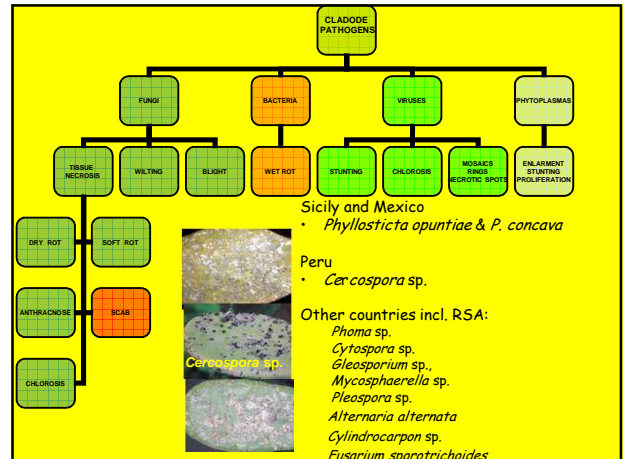 CLADODE
PATHOGENS
FUNGI
BACTERIA
VIRUSES
PHYTOPLASMAS
TISSUE
NECROSIS
WILTING
BLIGHT
WET ROT
STUNTING
CHLOROSIS
MOSAICS
RINGS
NECROTIC SPOTS
ENLARMENT
STUNTING
PROLIFERATION
DRY ROT
SOFT ROT
ANTHRACNOSE
SCAB
CHLOROSIS
Sicily and Mexico
• Phyllosticta opuntiae & P. concava
Peru
• Cercospora sp.
Cercospora sp.
Other countries incl. RSA:
Phoma sp.
Cytospora sp.
Gleosporium sp.,
Mycosphaerella sp.
Pleospora sp.
Alternaria alternata
Cylindrocarpon sp.
Fusarium sporotrichoides